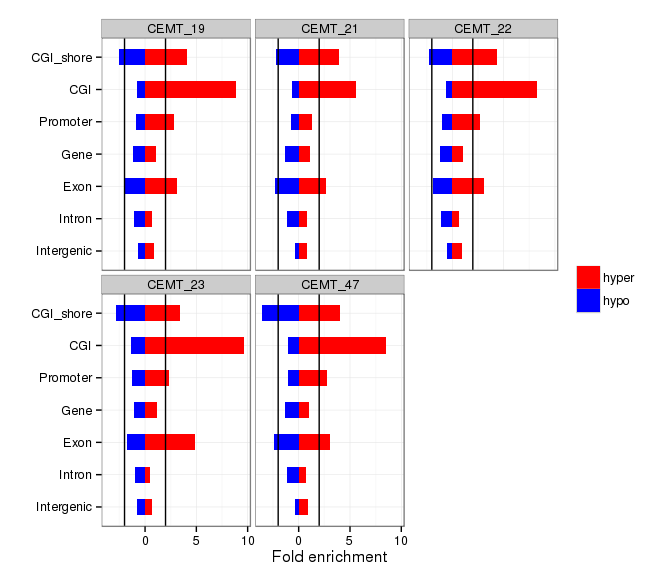 CEMT_19 CEMT_21 CEMT_22
CGI_shore
CGI
Promoter
Gene
Exon
Intron
Intergenic
hyper
hypo
CEMT_23 CEMT_47
CGI_shore
CGI
Promoter
Gene
Exon
Intron
Intergenic
0 5 10 0 5 10
Fold enrichment